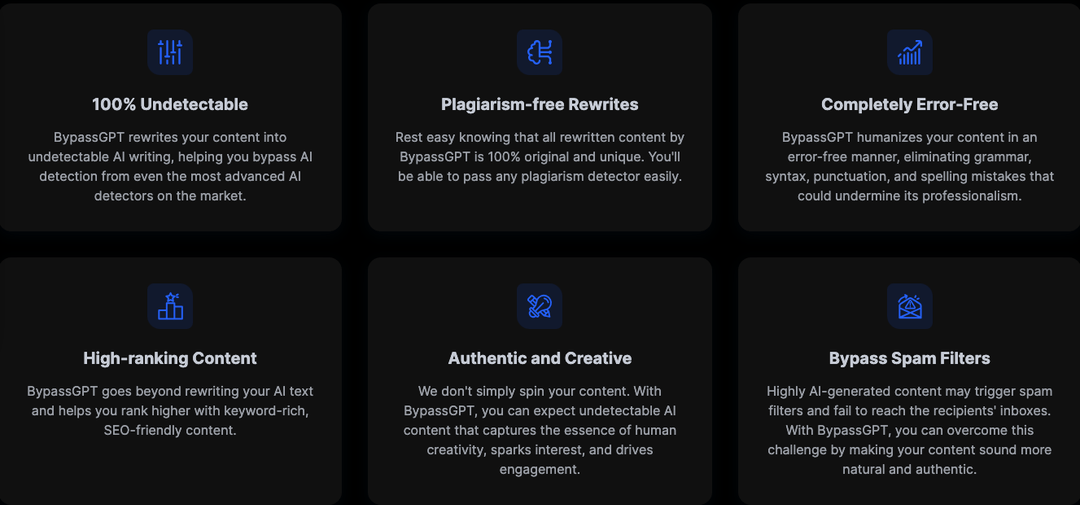 100% Undetectable
BypassGPT rewrites your content into
undetectable AI writing, helping you bypass AI
detection from even the most advanced AI
detectors on the market.
Plagiarism-free Rewrites
Rest easy knowing that all rewritten content by
BypassGPT is 100% original and unique. You'll
be able to pass any plagiarism detector easily.
Completely Error-Free
BypassGPT humanizes your content in an
error-free manner, eliminating grammar,
syntax, punctuation, and spelling mistakes that
could undermine its professionalism.
High-ranking Content
BypassGPT goes beyond rewriting your AI text
and helps you rank higher with keyword-rich,
SEO-friendly content.
Authentic and Creative
We don't simply spin your content. With
BypassGPT, you can expect undetectable AI
content that captures the essence of human
creativity, sparks interest, and drives
engagement.
Bypass Spam Filters
Highly AI-generated content may trigger spam
filters and fail to reach the recipients' inboxes.
With BypassGPT, you can overcome this
challenge by making your content sound more
natural and authentic.